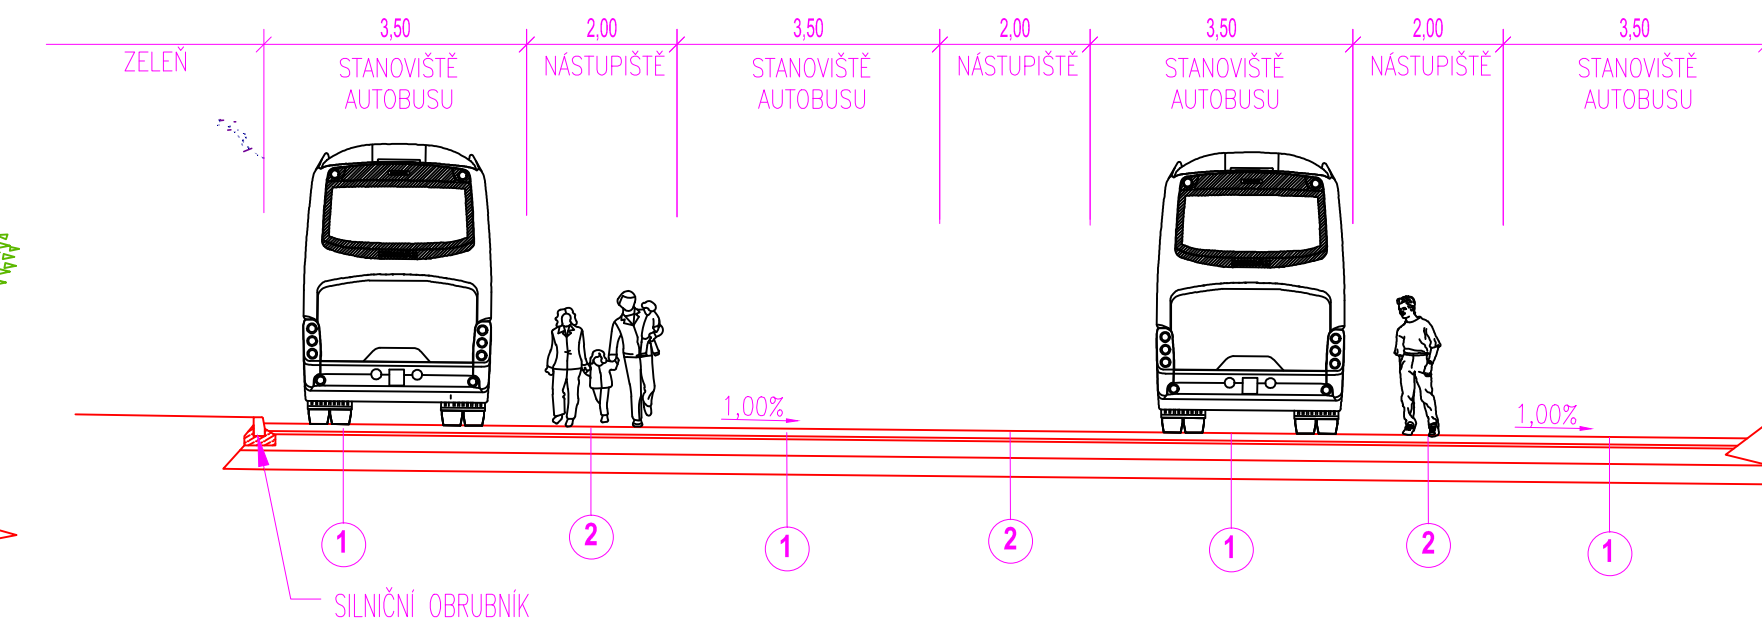 3,50 2,00 3,50 2,00 3,50 2,00 3,50
ZELEŇ STANOVIŠTĚ NÁSTUPIŠTĚ STANOVIŠTĚ NÁSTUPIŠTĚ STANOVIŠTĚ NÁSTUPIŠTĚ STANOVIŠTĚ
AUTOBUSU AUTOBUSU AUTOBUSU AUTOBUSU
1,00% 1,00%
1 2 1 2 1 2 1
SILNIČNÍ OBRUBNÍK